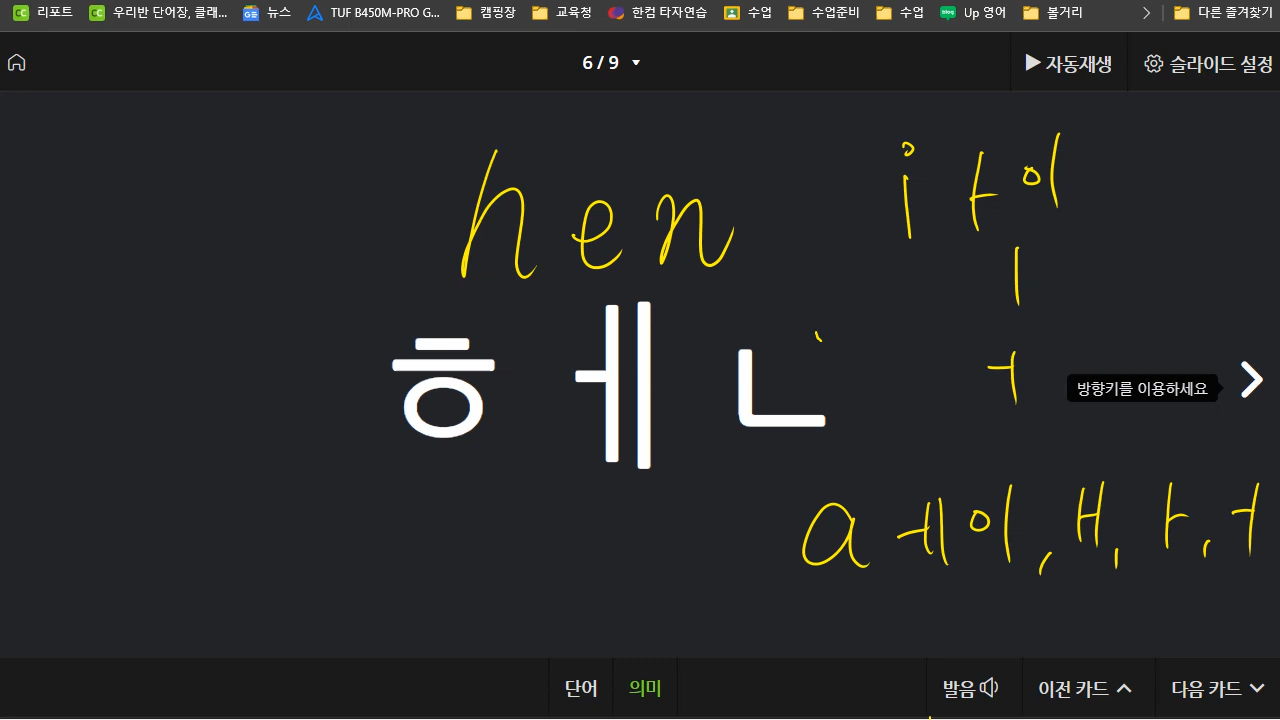 리포트 우리반 단어장, 클래... 뉴스 TUF B450M-PRO G... 캠핑장 교육청 한컴 타자연습 수업 수업준비 수업 Up 영어 볼거리 다른 즐겨찾기
6 / 9 자동재생 슬라이드 설정
hen i ㅏ이
ㅣ
ㅎ ㅔ ㄴ ㅓ
방향키를 이용하세요
a ㅔ이, ㅐ, ㅏ, ㅓ
단어 의미 발음 이전 카드 다음 카드